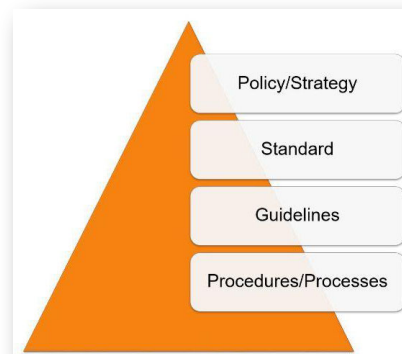 Policy/Strategy
Standard
Guidelines
Procedures/Processes